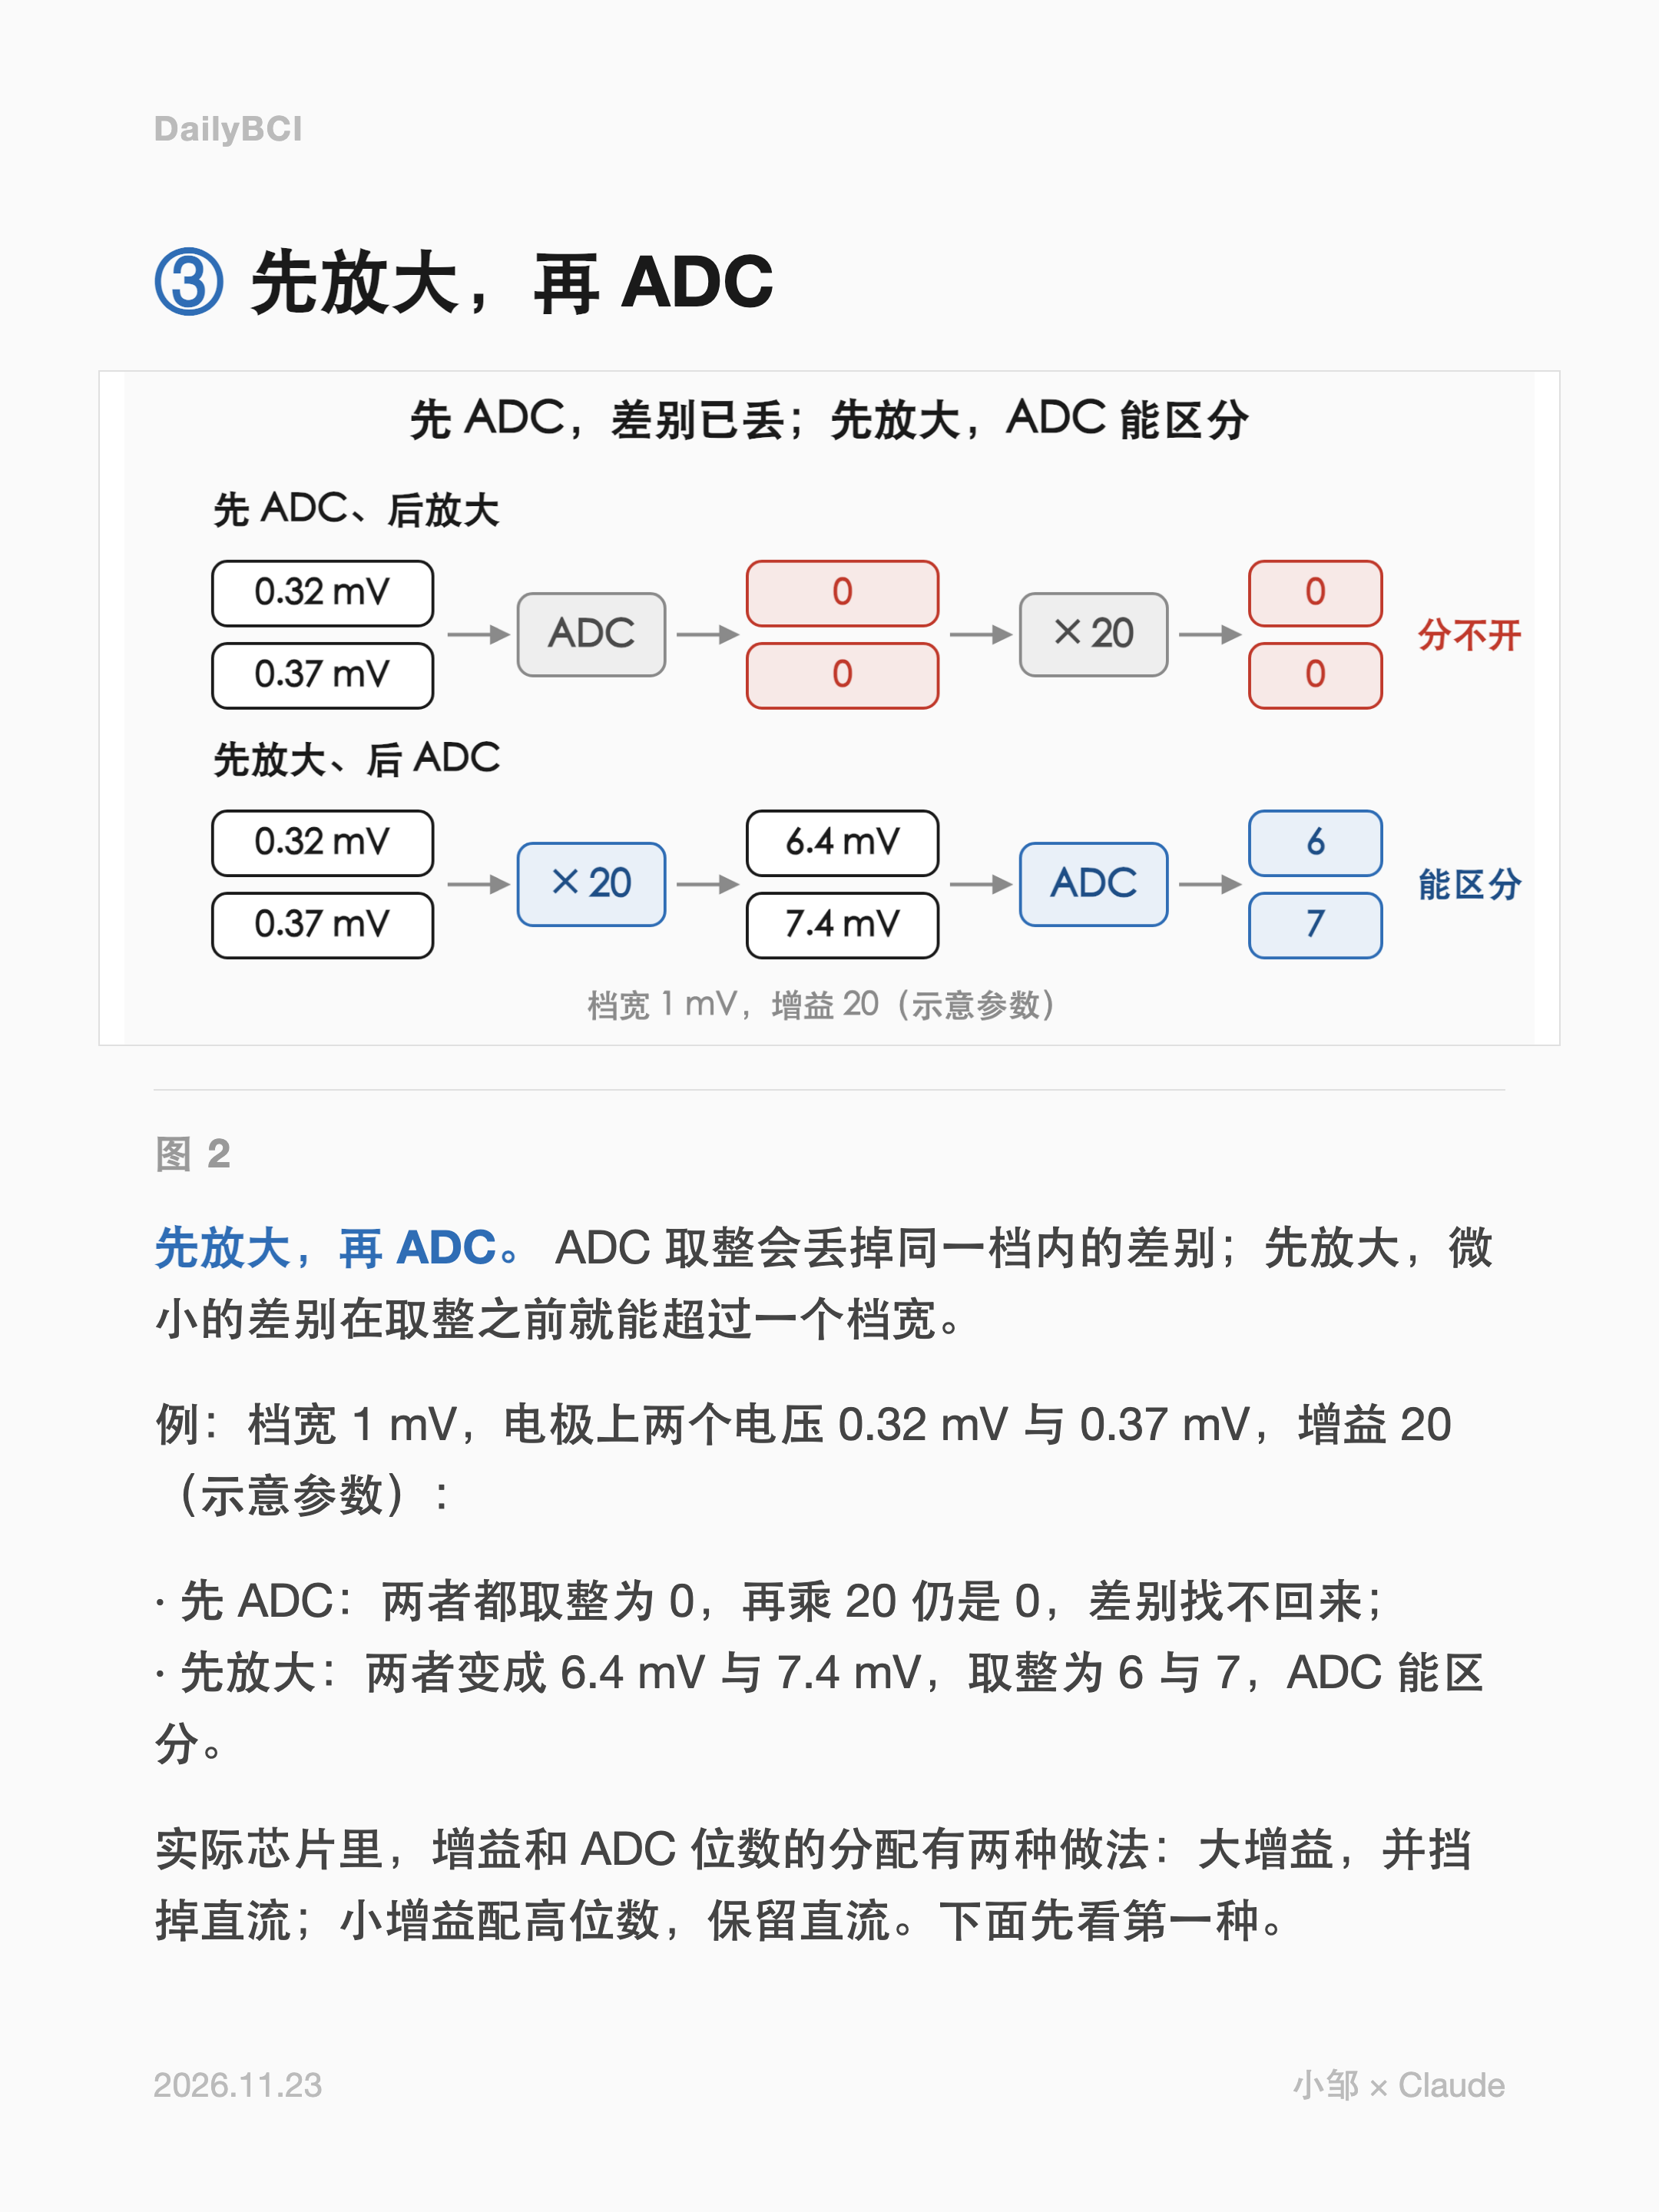 DailyBCI
③ 先放大，再 ADC
先 ADC，差别已丢；先放大，ADC 能区分
先 ADC、后放大
0.32 mV
0.37 mV
ADC
0
0
× 20
0
0
分不开
先放大、后 ADC
0.32 mV
0.37 mV
× 20
6.4 mV
7.4 mV
ADC
6
7
能区分
档宽 1 mV，增益 20（示意参数）
图 2
先放大，再 ADC。ADC 取整会丢掉同一档内的差别；先放大，微
小的差别在取整之前就能超过一个档宽。
例：档宽 1 mV，电极上两个电压 0.32 mV 与 0.37 mV，增益 20
（示意参数）：
· 先 ADC：两者都取整为 0，再乘 20 仍是 0，差别找不回来；
· 先放大：两者变成 6.4 mV 与 7.4 mV，取整为 6 与 7，ADC 能区
分。
实际芯片里，增益和 ADC 位数的分配有两种做法：大增益，并挡
掉直流；小增益配高位数，保留直流。下面先看第一种。
2026.11.23
小邹 × Claude